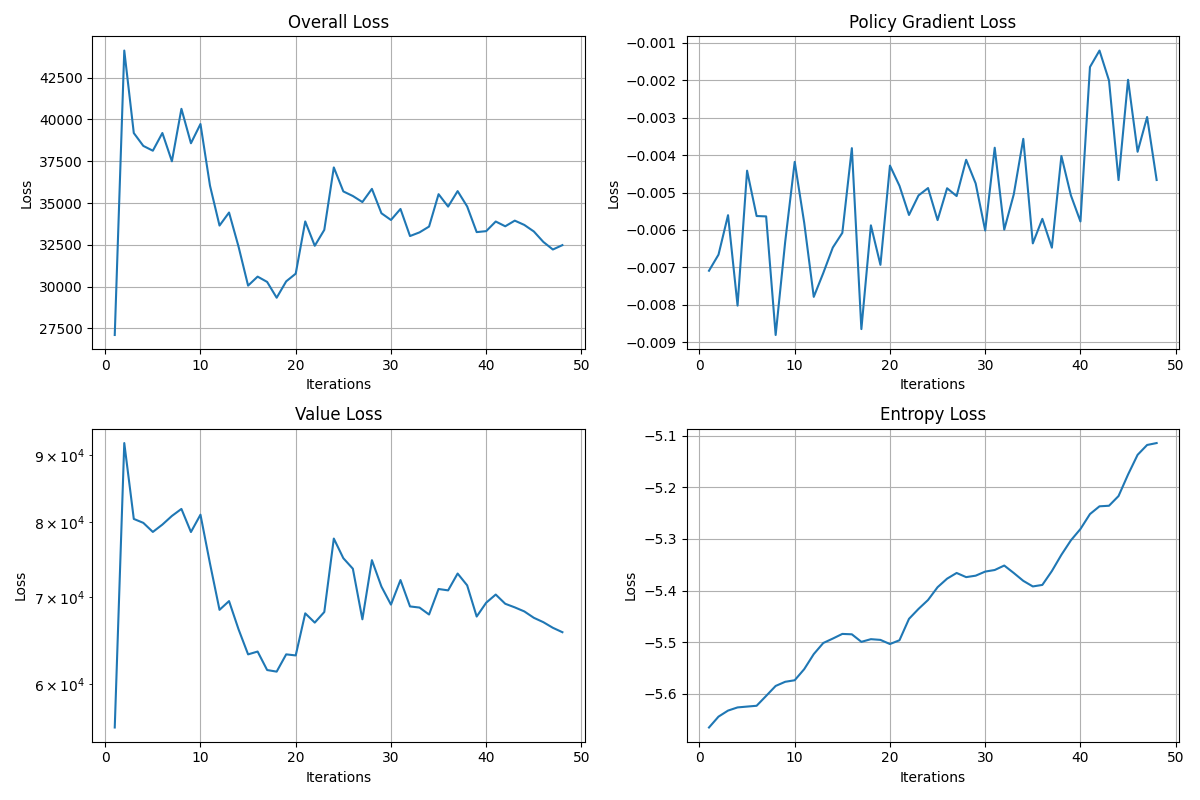 Overall Loss
42500
40000
37500
35000
32500
30000
27500
Loss
0 10 20 30 40 50
Iterations
Policy Gradient Loss
−0.001
−0.002
−0.003
−0.004
−0.005
−0.006
−0.007
−0.008
−0.009
Loss
0 10 20 30 40 50
Iterations
Value Loss
9 × 10⁴
8 × 10⁴
7 × 10⁴
6 × 10⁴
Loss
0 10 20 30 40 50
Iterations
Entropy Loss
−5.1
−5.2
−5.3
−5.4
−5.5
−5.6
Loss
0 10 20 30 40 50
Iterations